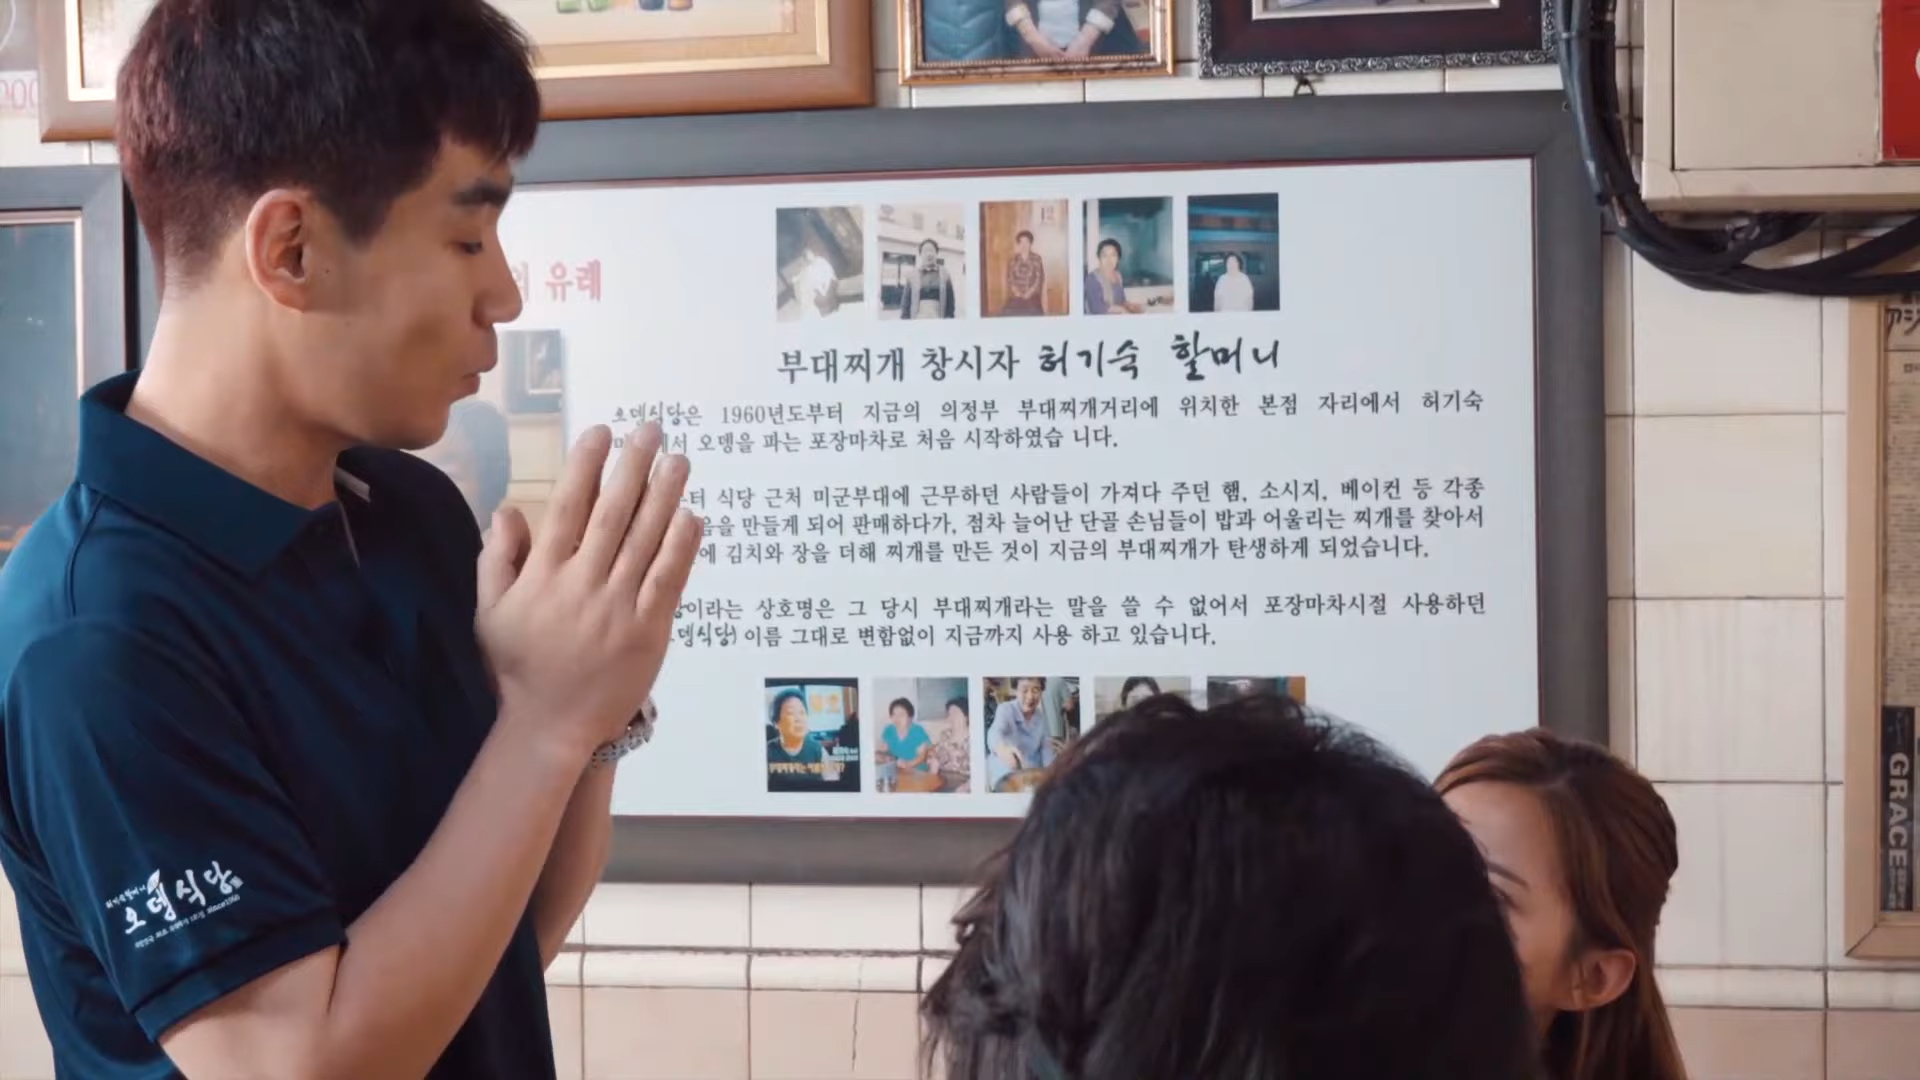 유래
부대찌개 창시자 허기숙 할머니
오뎅식당은 1960년도부터 지금의 의정부 부대찌개거리에 위치한 본점 자리에서 허기숙
오뎅을 파는 포장마차로 처음 시작하였습 니다.
식당 근처 미군부대에 근무하던 사람들이 가져다 주던 햄, 소시지, 베이컨 등 각종
만들게 되어 판매하다가, 점차 늘어난 단골 손님들이 밥과 어울리는 찌개를 찾아서
김치와 장을 더해 찌개를 만든 것이 지금의 부대찌개가 탄생하게 되었습니다.
상호명은 그 당시 부대찌개라는 말을 쓸 수 없어서 포장마차시절 사용하던
이름 그대로 변함없이 지금까지 사용 하고 있습니다.
오뎅식당
GRACE